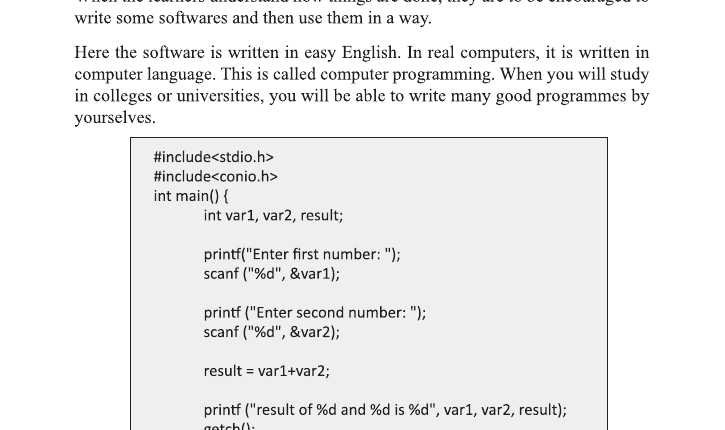 write some softwares and then use them in a way.
Here the software is written in easy English. In real computers, it is written in
computer language. This is called computer programming. When you will study
in colleges or universities, you will be able to write many good programmes by
yourselves.
#include<stdio.h>
#include<conio.h>
int main() {
int var1, var2, result;
printf("Enter first number: ");
scanf ("%d", &var1);
printf ("Enter second number: ");
scanf ("%d", &var2);
result = var1+var2;
printf ("result of %d and %d is %d", var1, var2, result);
getch();